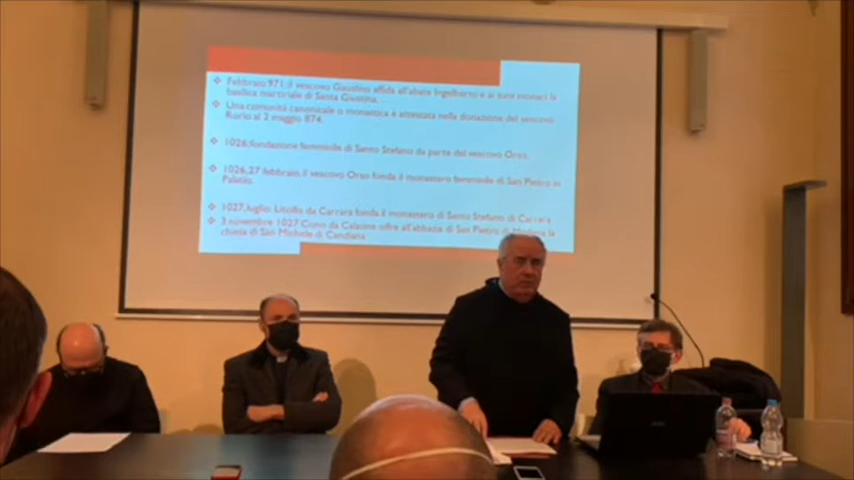 Febbraio 971: il vescovo Gauslino affida all'abate Ingelberto e ai suoi monaci la
basilica martiriale di Santa Giustina.
Una comunità canonicale o monastica è attestata nella donazione del vescovo
Rorio al 2 maggio 874.
1026, fondazione femminile di Santo Stefano da parte del vescovo Orso.
1026, 27 febbraio, il vescovo Orso fonda il monastero femminile di San Pietro in
Palatio.
1027, luglio: Litolfo da Carrara fonda il monastero di Santo Stefano di Carrara
3 novembre 1027 Cono da Calaone offre all'abbazia di San Pietro di Modena la
chiesa di San Michele di Candiana